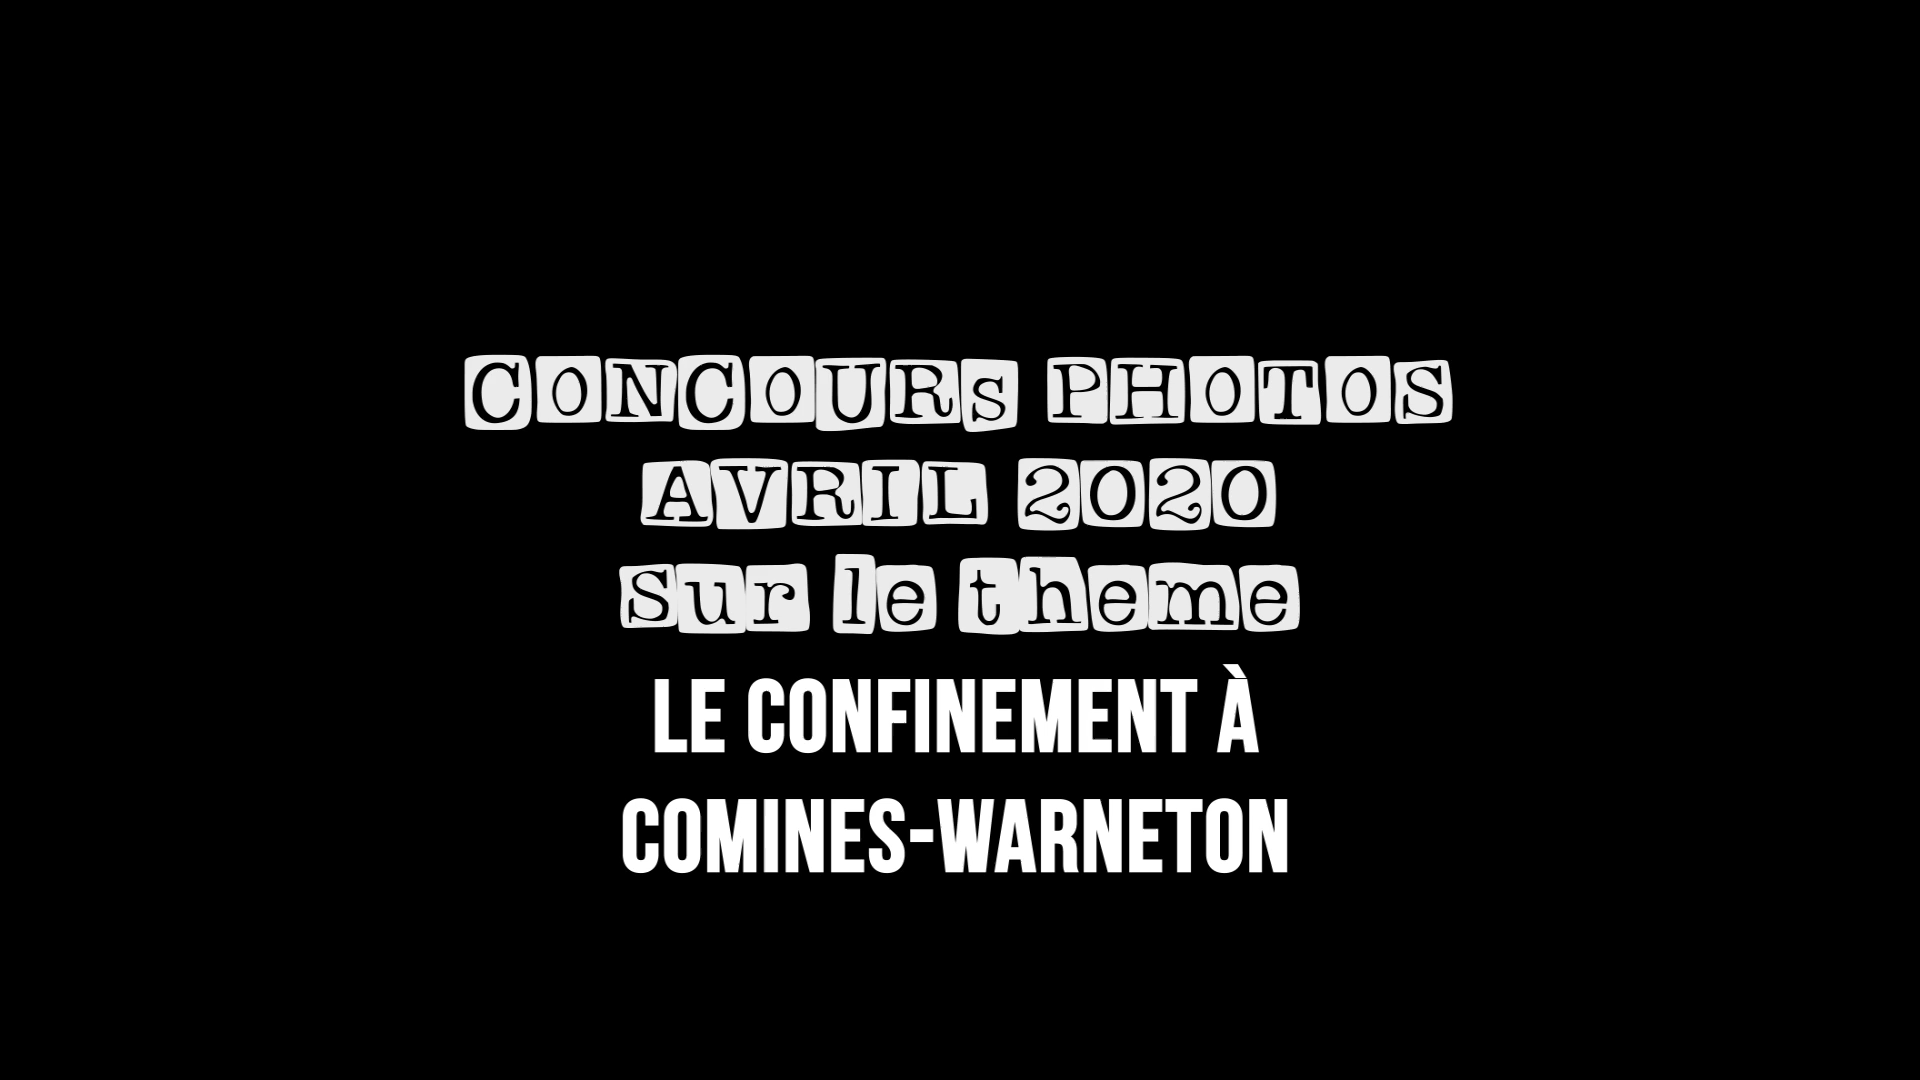 CONCOURs PHOTOS
AVRIL 2020
Sur le theme
LE CONFINEMENT À
COMINES-WARNETON